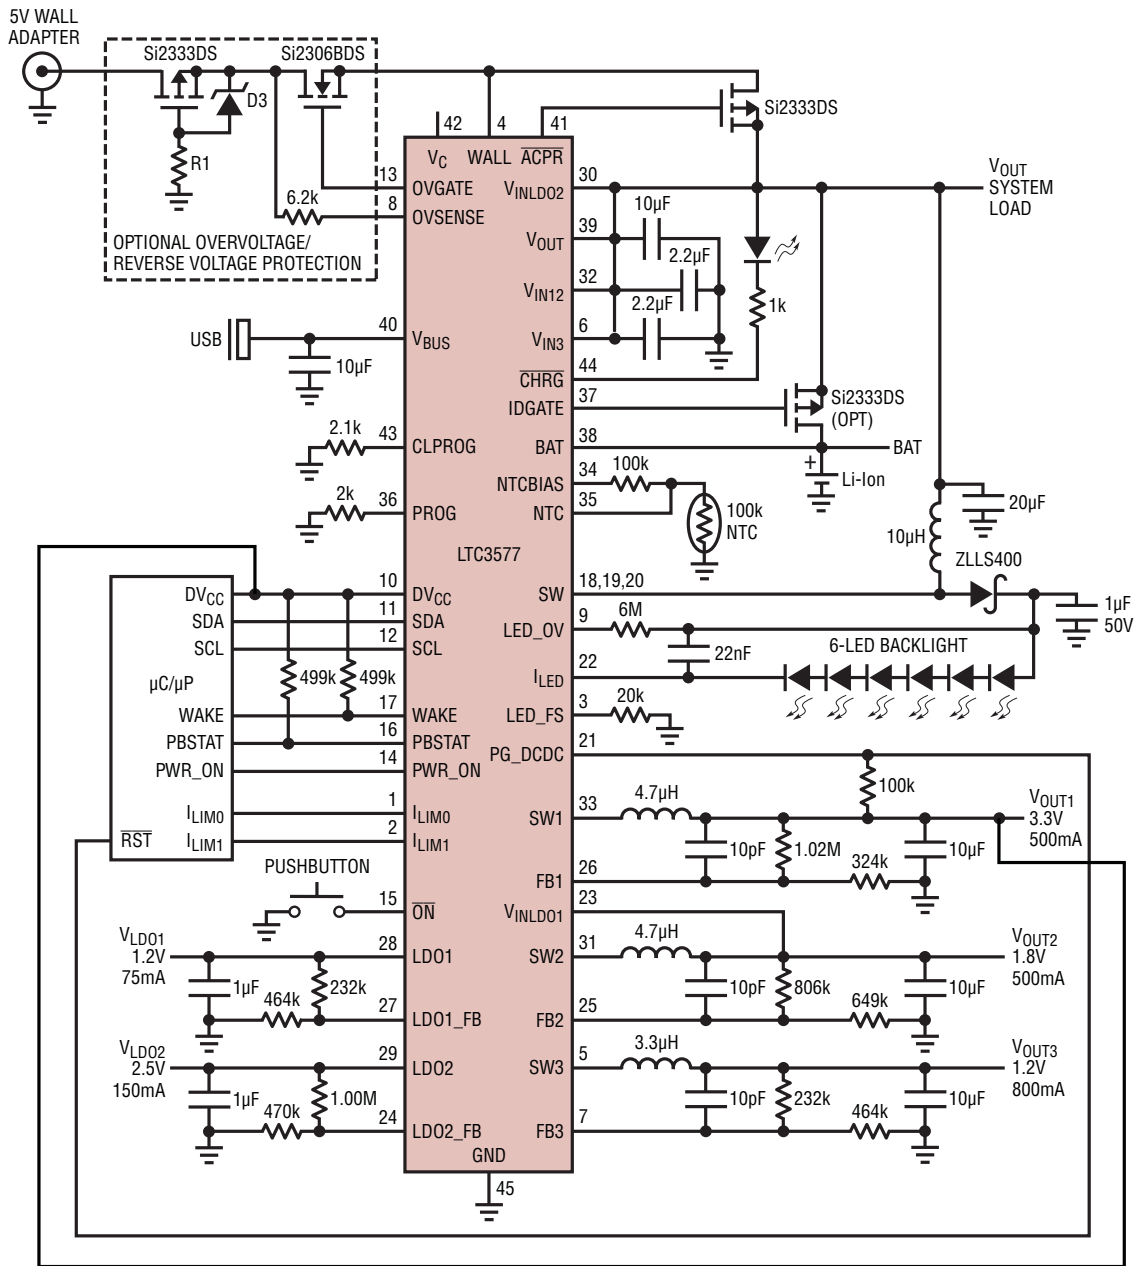 5V WALL
ADAPTER
Si2333DS
Si2306BDS
D3
R1
6.2k
OPTIONAL OVERVOLTAGE/
REVERSE VOLTAGE PROTECTION
42
4
41
Si2333DS
VC
WALL
ACPR
13
OVGATE
8
OVSENSE
VINLDO2
30
VOUT
SYSTEM
LOAD
10µF
VOUT
39
2.2µF
VIN12
32
2.2µF
VIN3
6
1k
USB
40
VBUS
10µF
CHRG
44
IDGATE
37
Si2333DS
(OPT)
2.1k
43
CLPROG
BAT
38
BAT
+
Li-Ion
NTCBIAS
34
100k
2k
36
PROG
NTC
35
100k
NTC
20µF
10µH
LTC3577
ZLLS400
DVCC
10
DVCC
SW
18,19,20
1µF
50V
SDA
11
SDA
SCL
12
SCL
LED_OV
9
6M
22nF
6-LED BACKLIGHT
µC/µP
499k
499k
ILED
22
WAKE
17
WAKE
LED_FS
3
20k
PBSTAT
16
PBSTAT
PG_DCDC
21
PWR_ON
14
PWR_ON
100k
ILIM0
1
ILIM0
SW1
33
4.7µH
VOUT1
3.3V
500mA
RST
ILIM1
2
ILIM1
10pF
1.02M
324k
10µF
PUSHBUTTON
FB1
26
15
ON
VINLDO1
23
VLDO1
1.2V
75mA
28
LDO1
SW2
31
4.7µH
VOUT2
1.8V
500mA
1µF
464k
232k
10pF
806k
649k
10µF
27
LDO1_FB
FB2
25
VLDO2
2.5V
150mA
29
LDO2
SW3
5
3.3µH
VOUT3
1.2V
800mA
1µF
470k
1.00M
10pF
232k
464k
10µF
24
LDO2_FB
FB3
7
GND
45